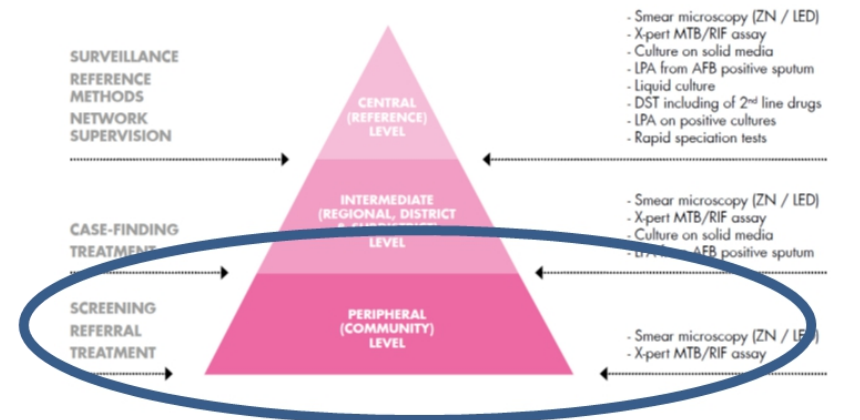 SURVEILLANCE
REFERENCE
METHODS
NETWORK
SUPERVISION
CENTRAL
(REFERENCE)
LEVEL
- Smear microscopy (ZN / LED)
- X-pert MTB/RIF assay
- Culture on solid media
- LPA from AFB positive sputum
- Liquid culture
- DST including of 2nd line drugs
- LPA on positive cultures
- Rapid speciation tests
CASE-FINDING
TREATMENT
INTERMEDIATE
(REGIONAL, DISTRICT
LEVEL
- Smear microscopy (ZN / LED)
- X-pert MTB/RIF assay
- Culture on solid media
- LPA from AFB positive sputum
SCREENING
REFERRAL
TREATMENT
PERIPHERAL
(COMMUNITY)
LEVEL
- Smear microscopy (ZN / LED)
- X-pert MTB/RIF assay